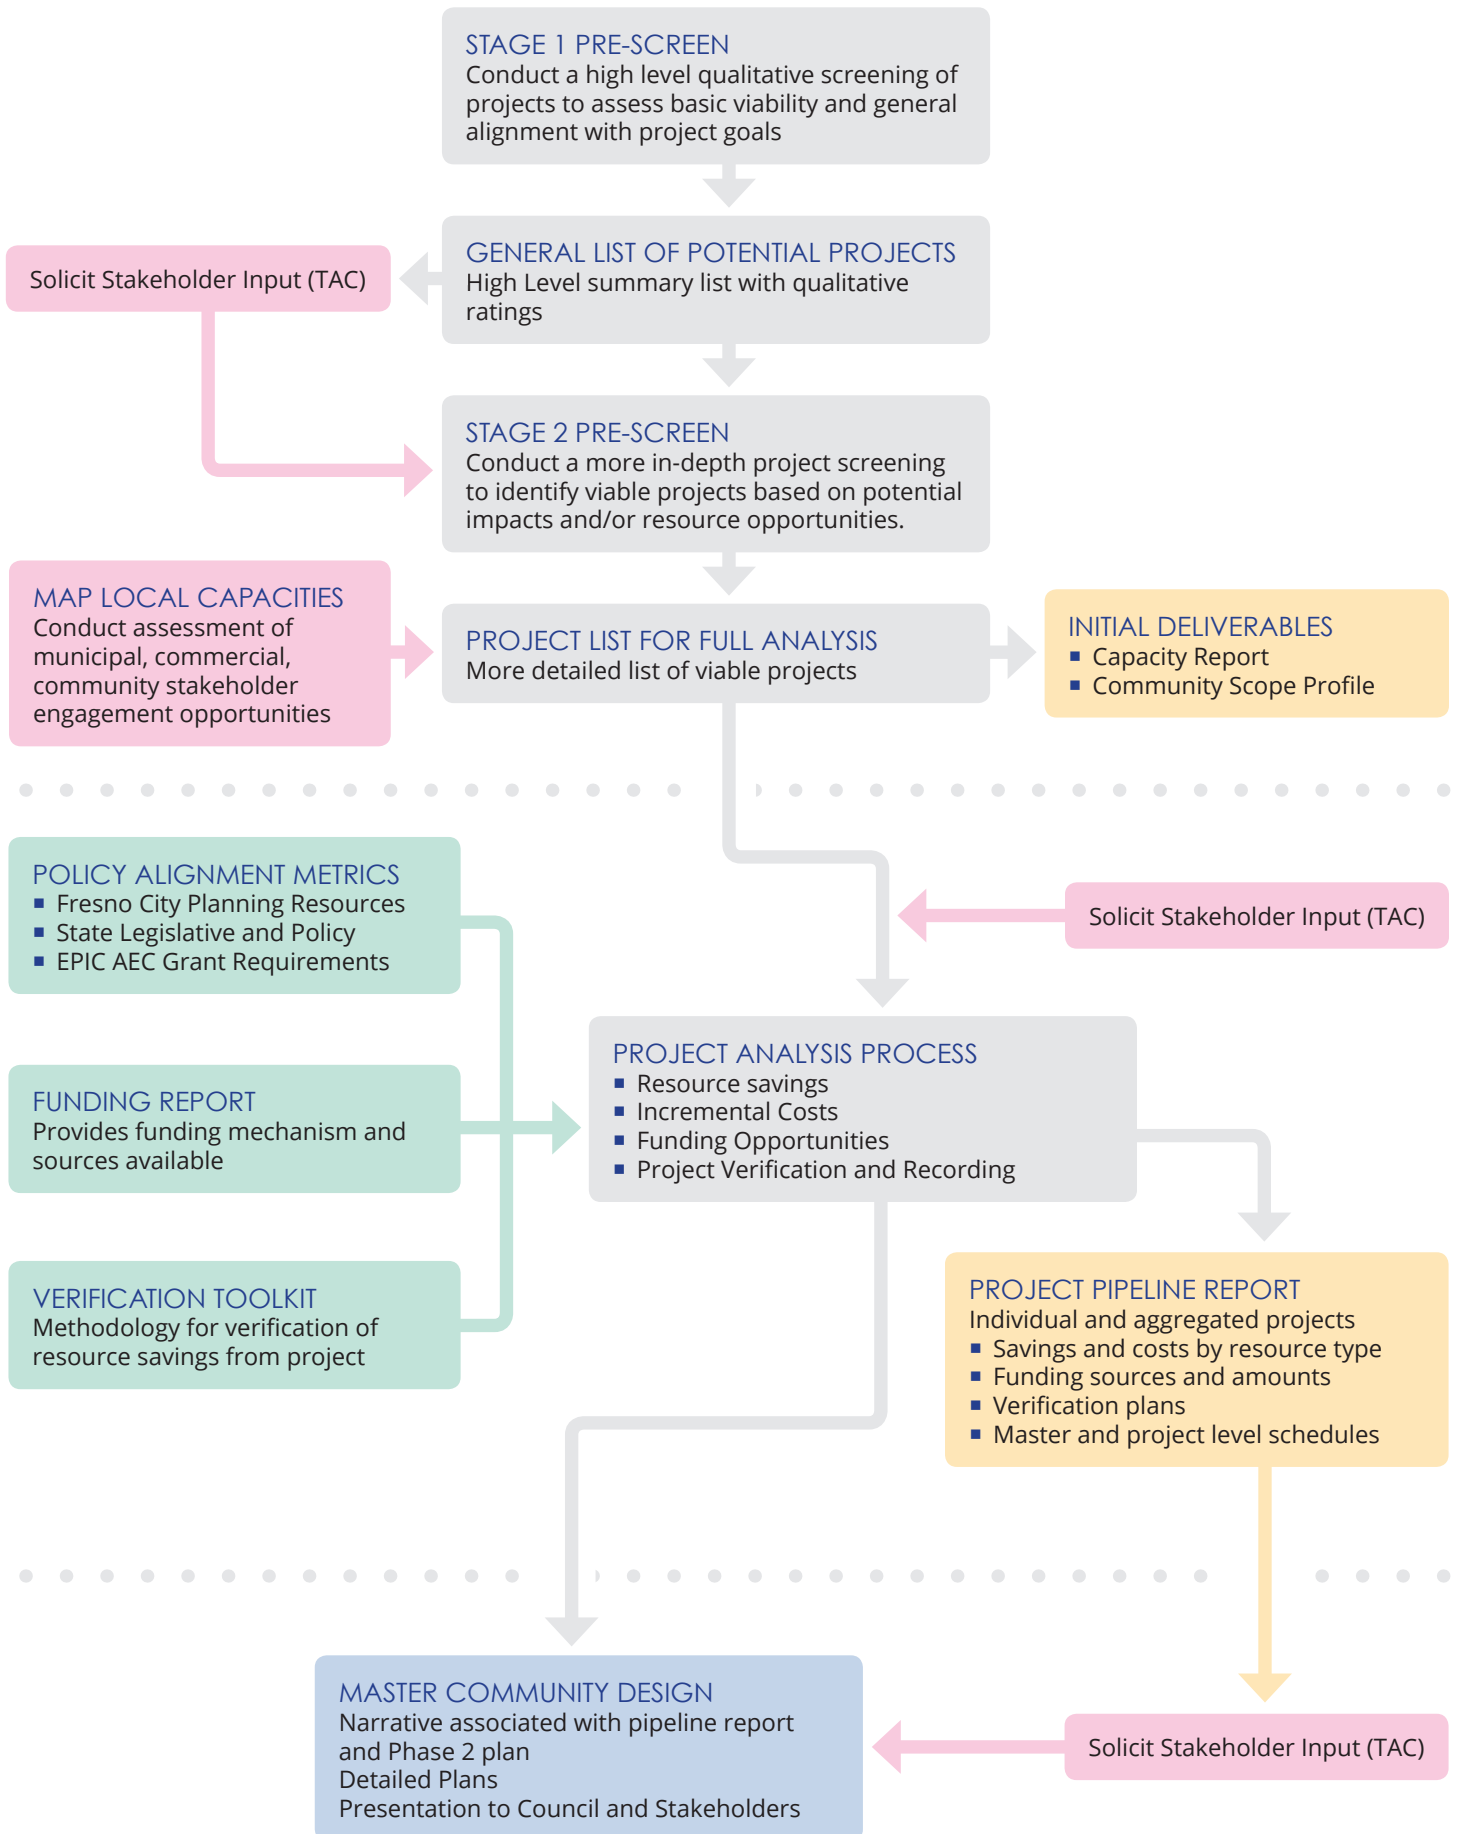 STAGE 1 PRE-SCREEN
Conduct a high level qualitative screening of
projects to assess basic viability and general
alignment with project goals
GENERAL LIST OF POTENTIAL PROJECTS
High Level summary list with qualitative
ratings
Solicit Stakeholder Input (TAC)
STAGE 2 PRE-SCREEN
Conduct a more in-depth project screening
to identify viable projects based on potential
impacts and/or resource opportunities.
MAP LOCAL CAPACITIES
Conduct assessment of
municipal, commercial,
community stakeholder
engagement opportunities
PROJECT LIST FOR FULL ANALYSIS
More detailed list of viable projects
INITIAL DELIVERABLES
▪ Capacity Report
▪ Community Scope Profile
POLICY ALIGNMENT METRICS
▪ Fresno City Planning Resources
▪ State Legislative and Policy
▪ EPIC AEC Grant Requirements
Solicit Stakeholder Input (TAC)
FUNDING REPORT
Provides funding mechanism and
sources available
PROJECT ANALYSIS PROCESS
▪ Resource savings
▪ Incremental Costs
▪ Funding Opportunities
▪ Project Verification and Recording
VERIFICATION TOOLKIT
Methodology for verification of
resource savings from project
PROJECT PIPELINE REPORT
Individual and aggregated projects
▪ Savings and costs by resource type
▪ Funding sources and amounts
▪ Verification plans
▪ Master and project level schedules
MASTER COMMUNITY DESIGN
Narrative associated with pipeline report
and Phase 2 plan
Detailed Plans
Presentation to Council and Stakeholders
Solicit Stakeholder Input (TAC)